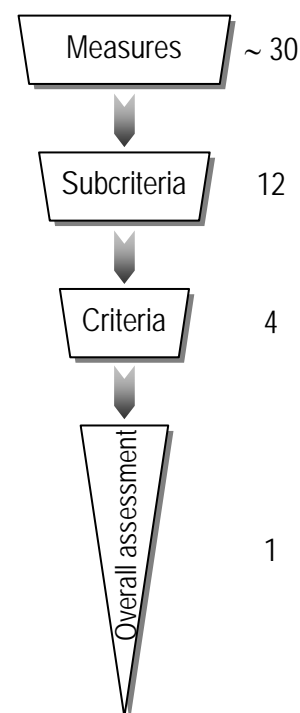 Measures ~ 30
Subcriteria 12
Criteria 4
Overall assessment 1